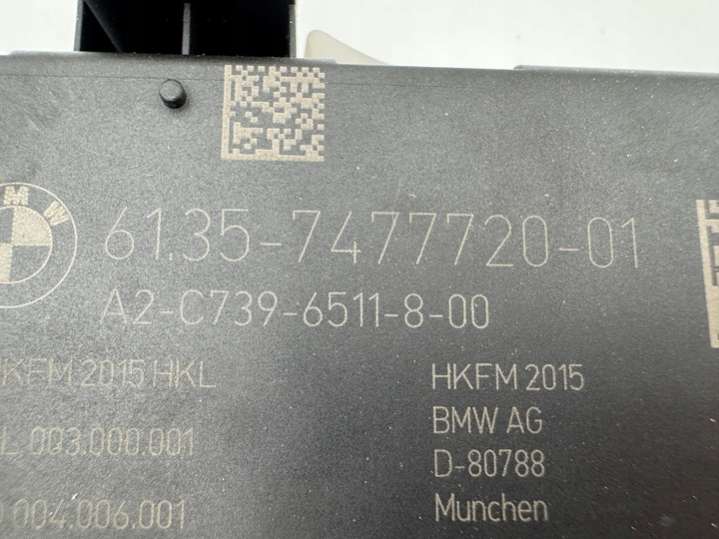 BMW
61.35-7477720-01
A2-C739-6511-8-00
KFM 2015 HKL
HKFM 2015
L 003.000.001
BMW AG
D-80788
004.006.001
Munchen